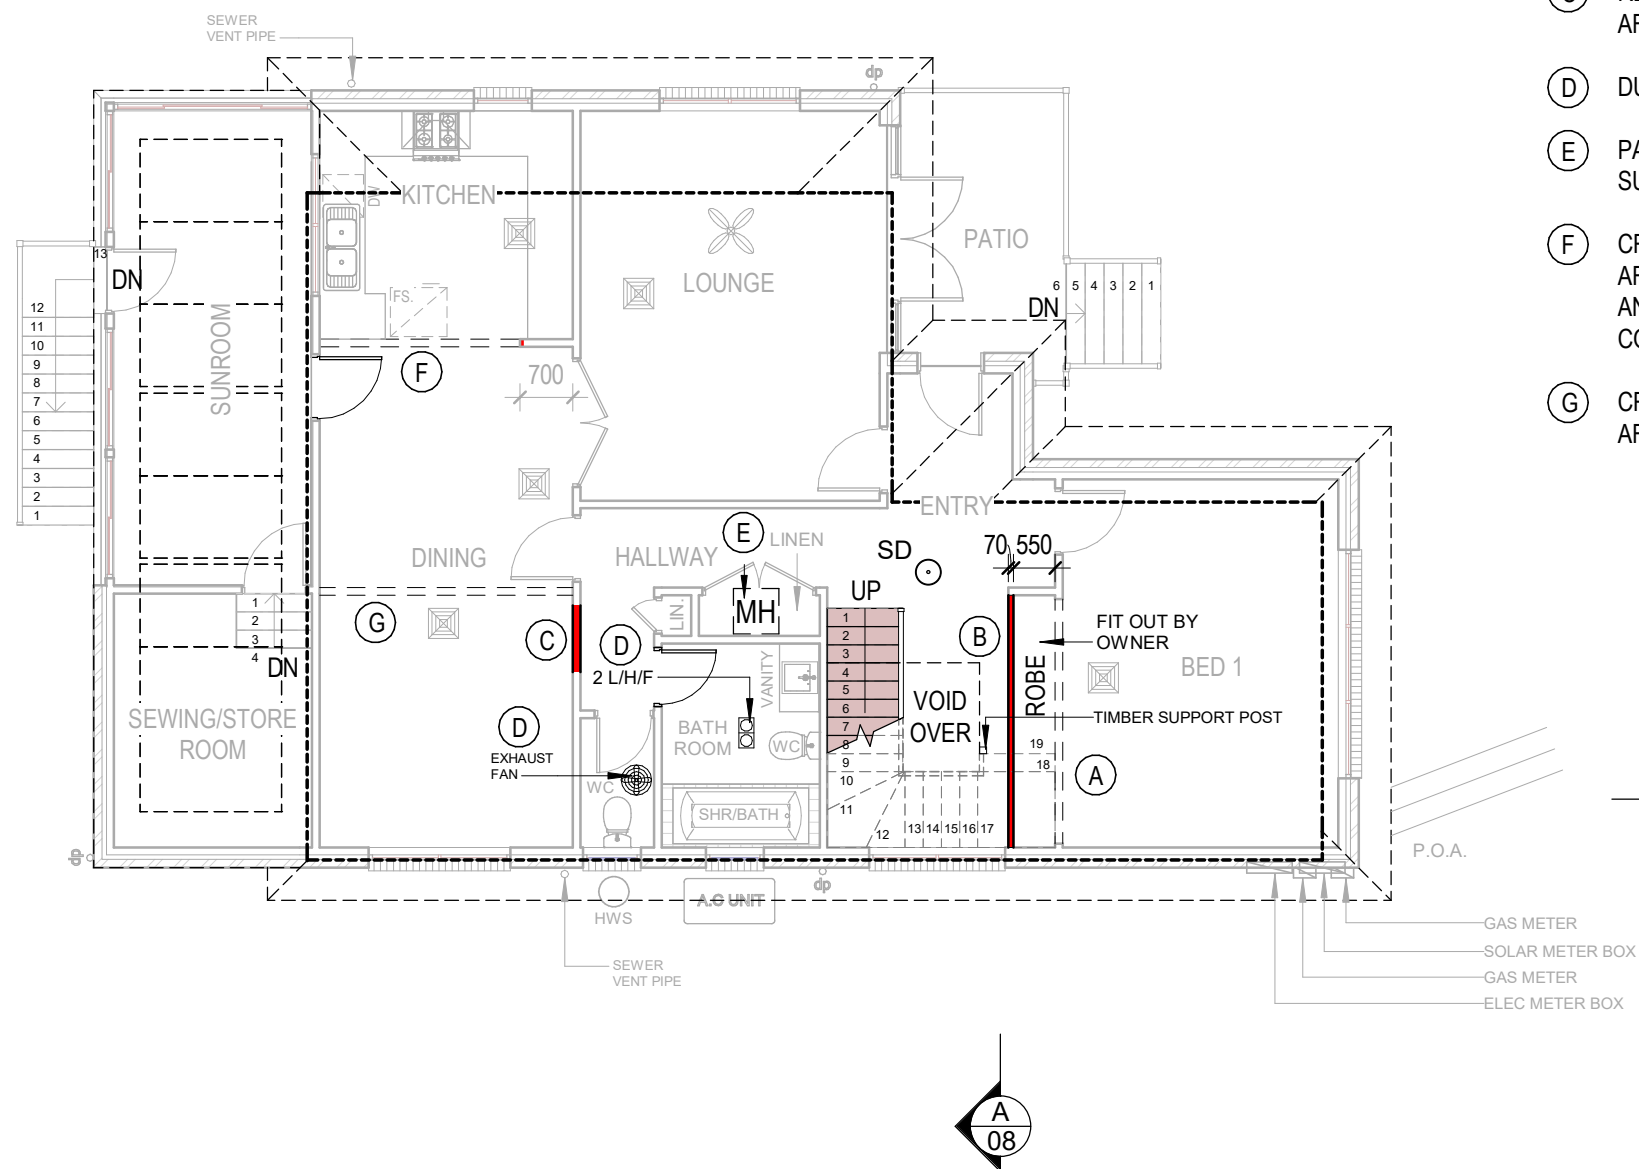 SEWER
VENT PIPE
dp
D
E
F
G
KITCHEN
DW
LOUNGE
PATIO
FS.
13
DN
12
11
10
9
8
7
6
5
4
3
2
1
SUNROOM
6 5 4 3 2 1
DN
F
700
ENTRY
DINING
HALLWAY
E
LINEN
SD
70 550
UP
LIN.
MH
1
2
3
4
DN
G
C
D
2 L/H/F
VANITY
1
2
3
4
5
6
7
8
9
10
11
12
13 14 15 16 17
18
19
B
FIT OUT BY
OWNER
ROBE
BED 1
VOID
OVER
TIMBER SUPPORT POST
A
SEWING/STORE
ROOM
D
EXHAUST
FAN
WC
BATH
ROOM
WC
SHR/BATH
dp
P.O.A.
HWS
A.C UNIT
dp
GAS METER
SOLAR METER BOX
GAS METER
ELEC METER BOX
SEWER
VENT PIPE
A
08